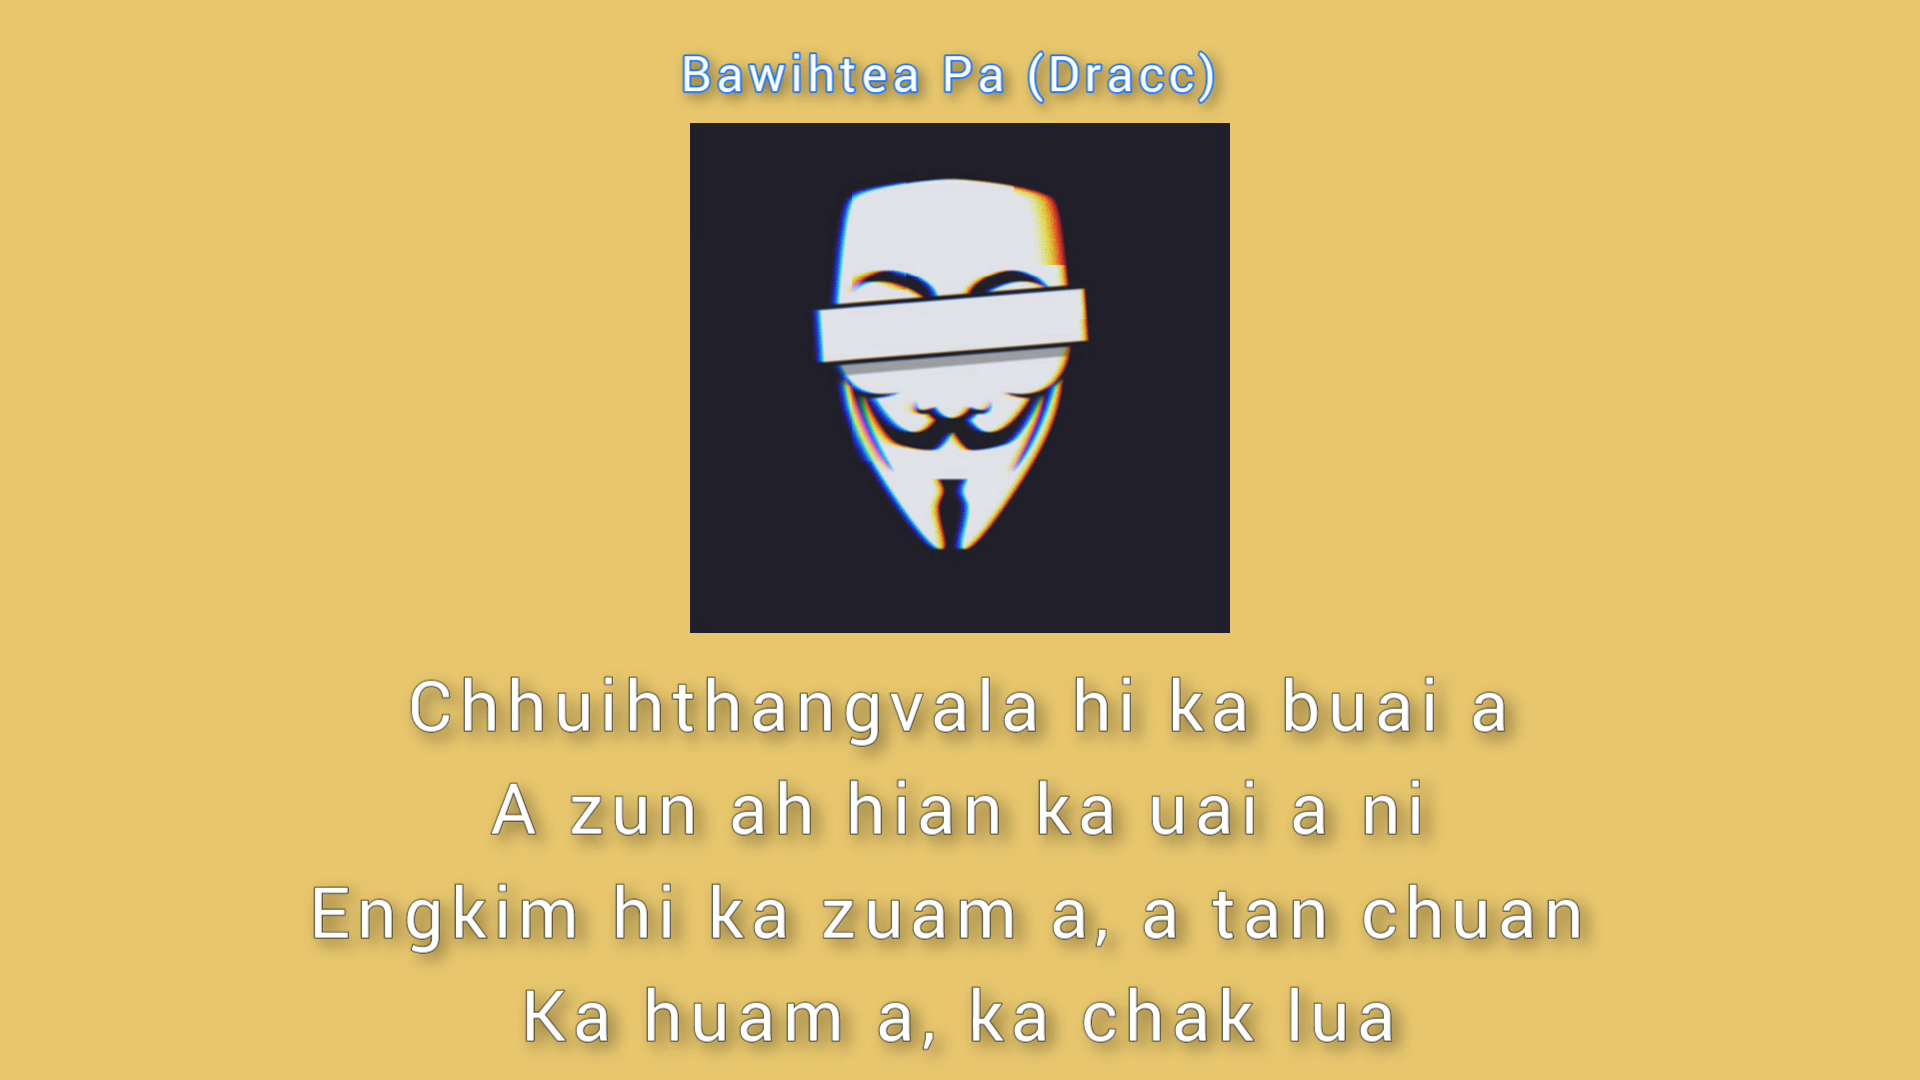 Bawihtea Pa (Dracc)
Chhuihthangvala hi ka buai a
A zun ah hian ka uai a ni
Engkim hi ka zuam a, a tan chuan
Ka huam a, ka chak lua